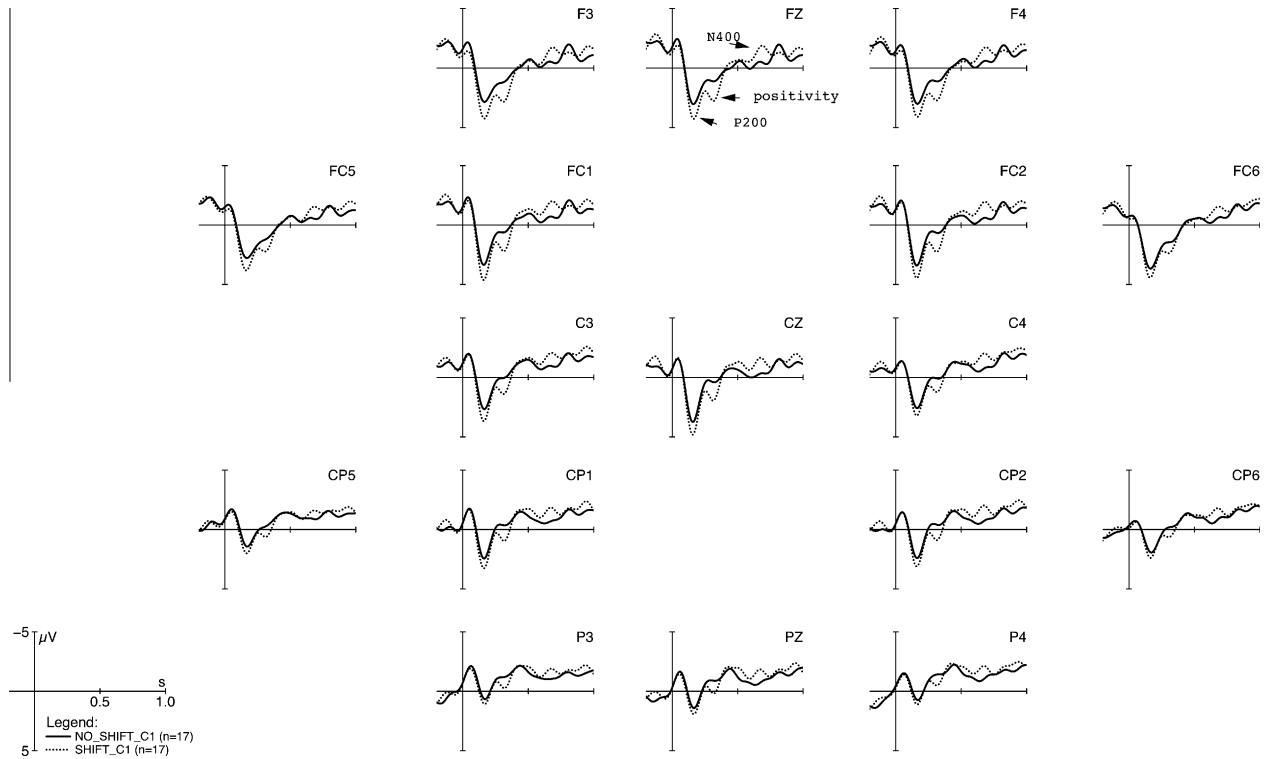 F3
FZ
F4
N400
positivity
P200
FC5
FC1
FC2
FC6
C3
CZ
C4
CP5
CP1
CP2
CP6
P3
PZ
P4
−5
µV
s
0.5
1.0
5
Legend:
NO_SHIFT_C1 (n=17)
SHIFT_C1 (n=17)